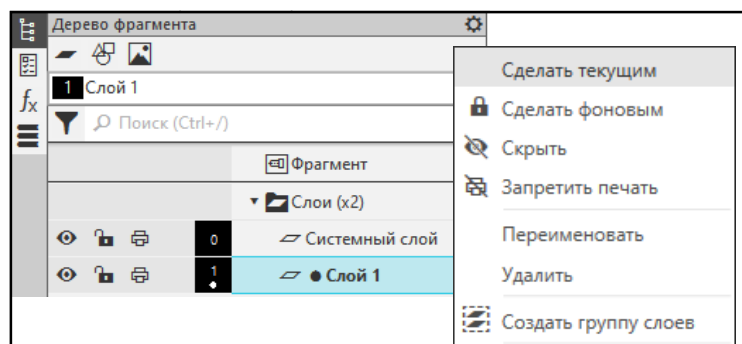 Дерево фрагмента
1 Слой 1
Поиск (Ctrl+/)
Фрагмент
Слои (x2)
0 Системный слой
1 Слой 1
Сделать текущим
Сделать фоновым
Скрыть
Запретить печать
Переименовать
Удалить
Создать группу слоев
fx